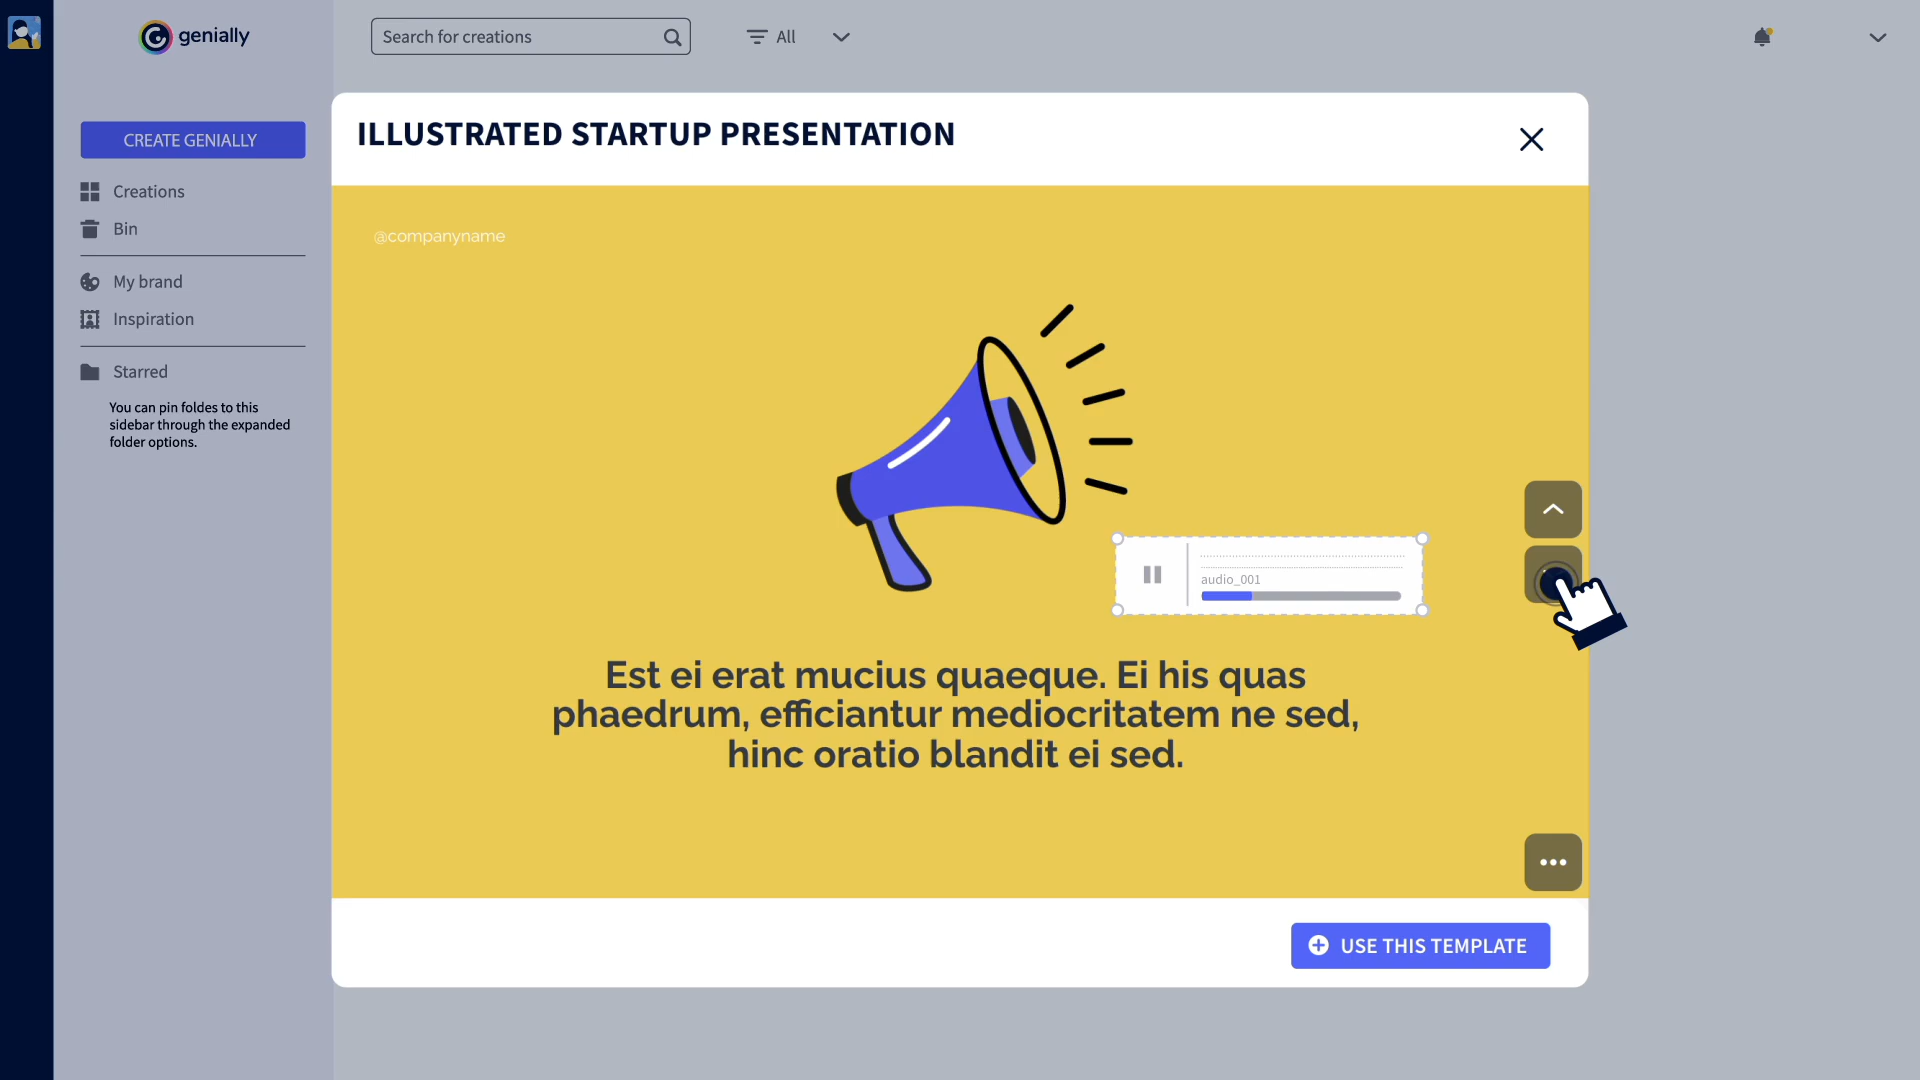 genially
Search for creations
All
CREATE GENIALLY
Creations
Bin
My brand
Inspiration
Starred
You can pin foldes to this
sidebar through the expanded
folder options.
ILLUSTRATED STARTUP PRESENTATION
@companyname
audio_001
Est ei erat mucius quaeque. Ei his quas
phaedrum, efficiantur mediocritatem ne sed,
hinc oratio blandit ei sed.
USE THIS TEMPLATE